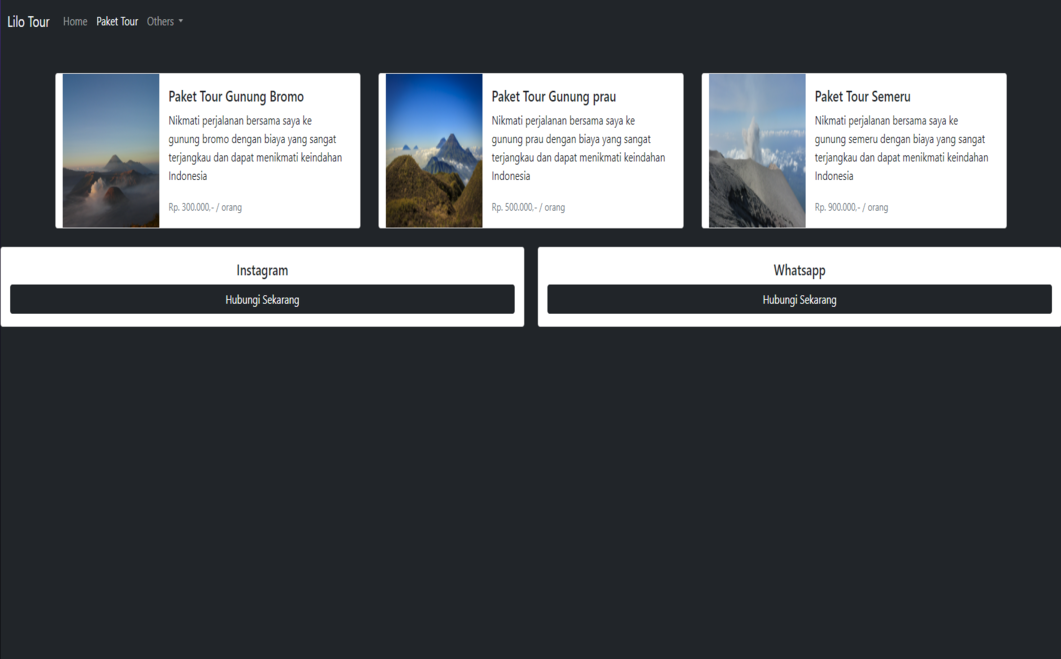 Lilo Tour Home Paket Tour Others
Paket Tour Gunung Bromo
Nikmati perjalanan bersama saya ke
gunung bromo dengan biaya yang sangat
terjangkau dan dapat menikmati keindahan
Indonesia
Rp. 300.000.- / orang
Paket Tour Gunung prau
Nikmati perjalanan bersama saya ke
gunung prau dengan biaya yang sangat
terjangkau dan dapat menikmati keindahan
Indonesia
Rp. 500.000.- / orang
Paket Tour Semeru
Nikmati perjalanan bersama saya ke
gunung semeru dengan biaya yang sangat
terjangkau dan dapat menikmati keindahan
Indonesia
Rp. 900.000.- / orang
Instagram
Hubungi Sekarang
Whatsapp
Hubungi Sekarang